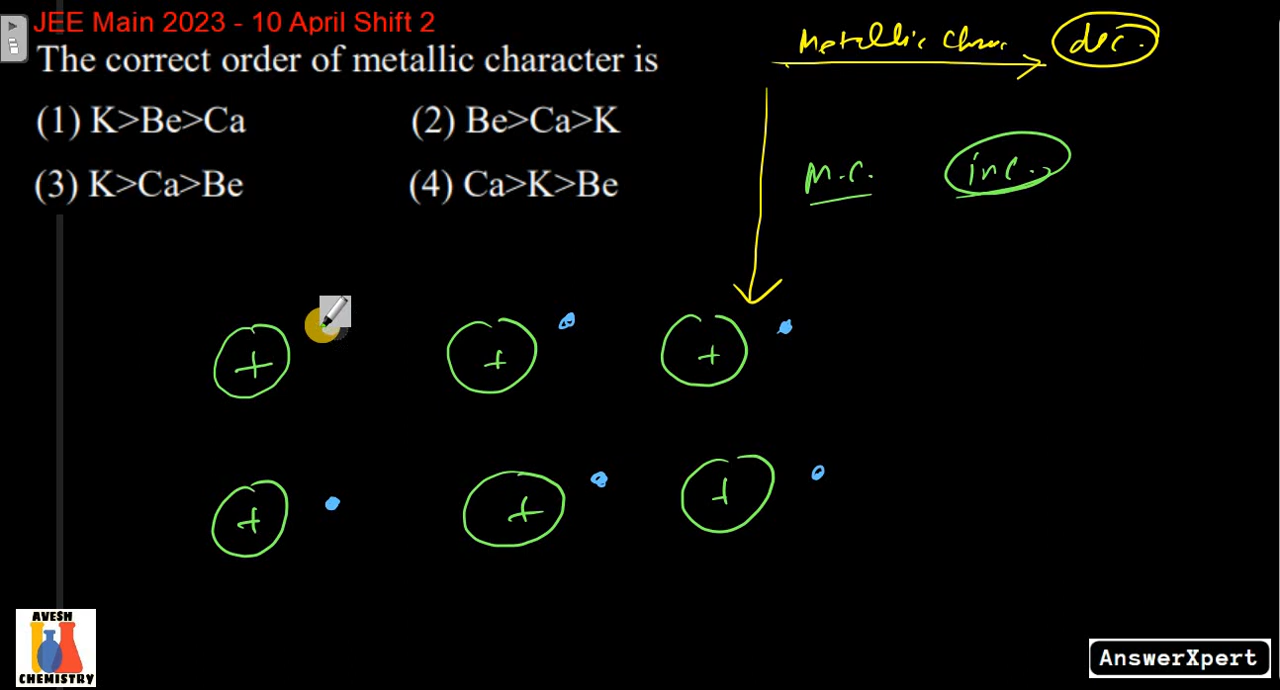 JEE Main 2023 - 10 April Shift 2
The correct order of metallic character is
(1) K>Be>Ca
(2) Be>Ca>K
(3) K>Ca>Be
(4) Ca>K>Be
Metallic Char. dec.
M.C. inc.
+ + +
+ + +
AVESH
CHEMISTRY
AnswerXpert